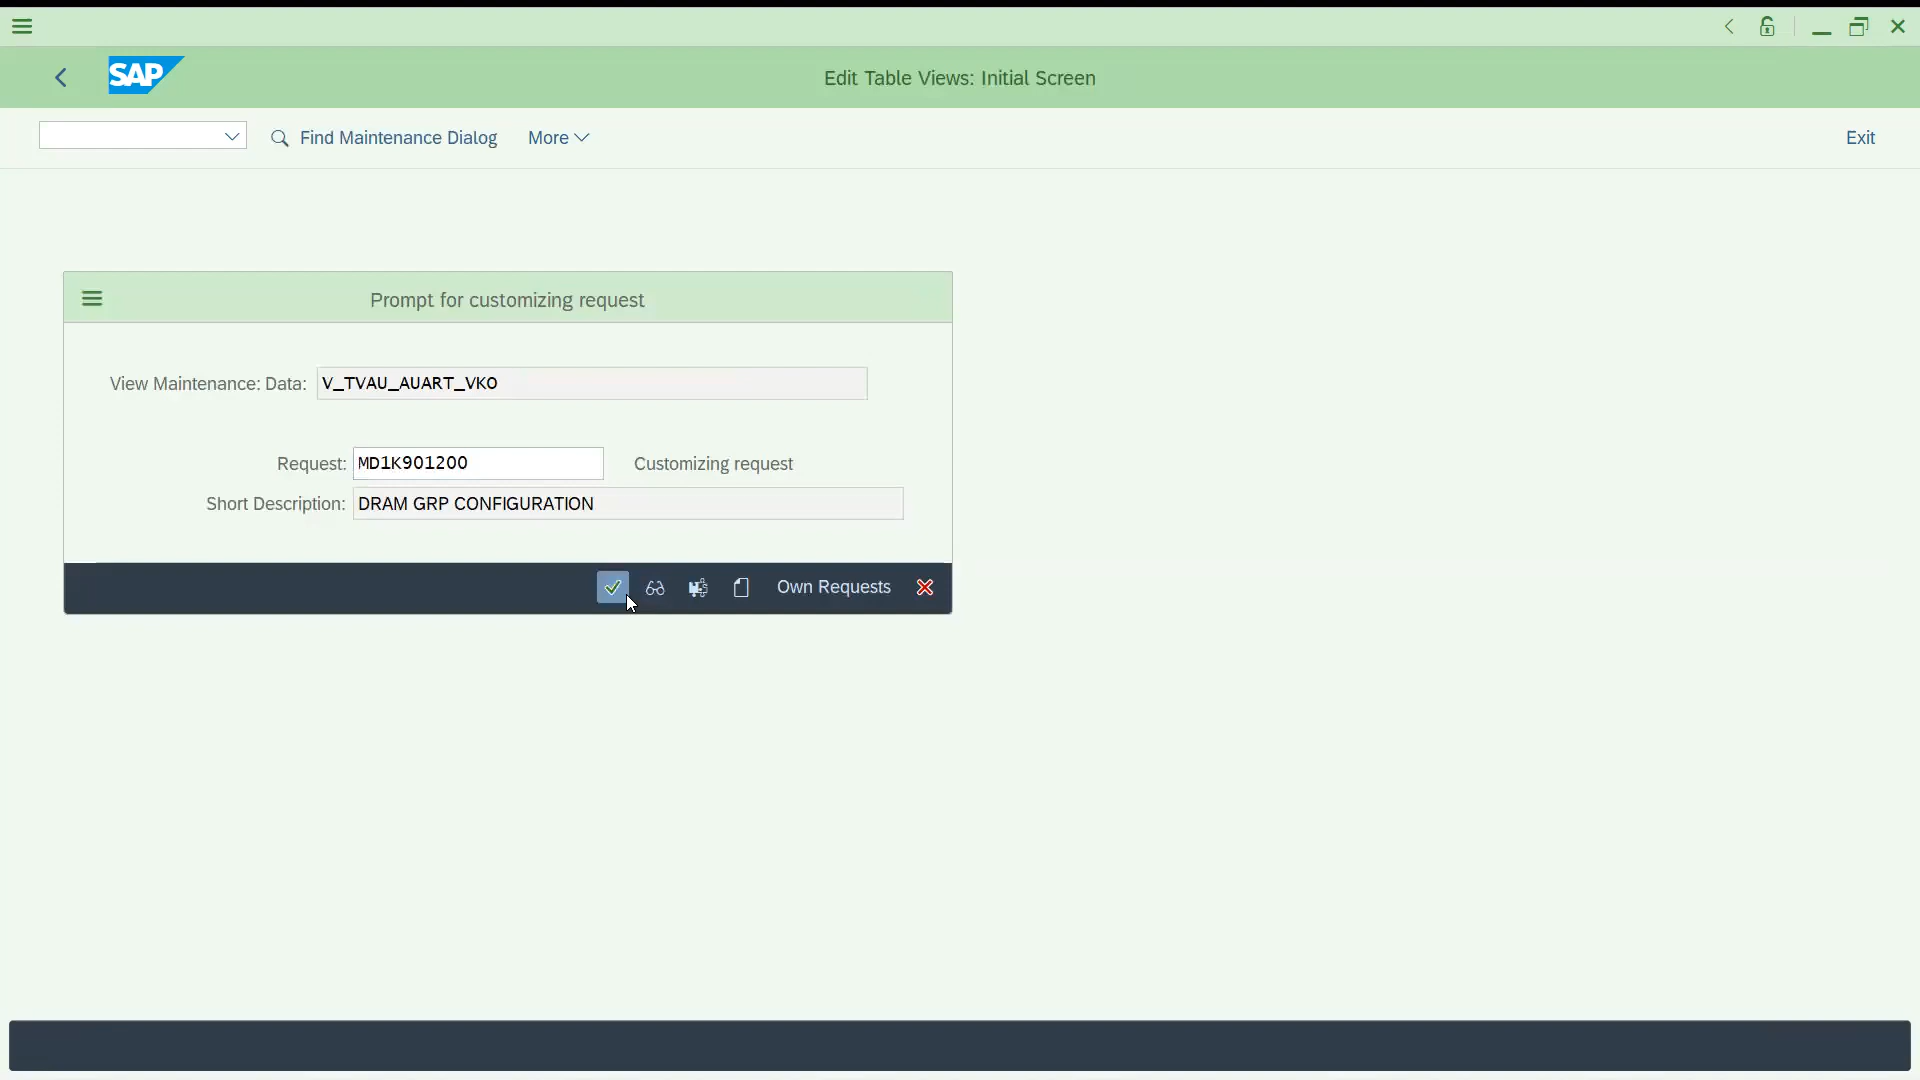 SAP
Edit Table Views: Initial Screen
Find Maintenance Dialog
More
Exit
Prompt for customizing request
View Maintenance: Data: V_TVAU_AUART_VKO
Request: MD1K901200 Customizing request
Short Description: DRAM GRP CONFIGURATION
Own Requests